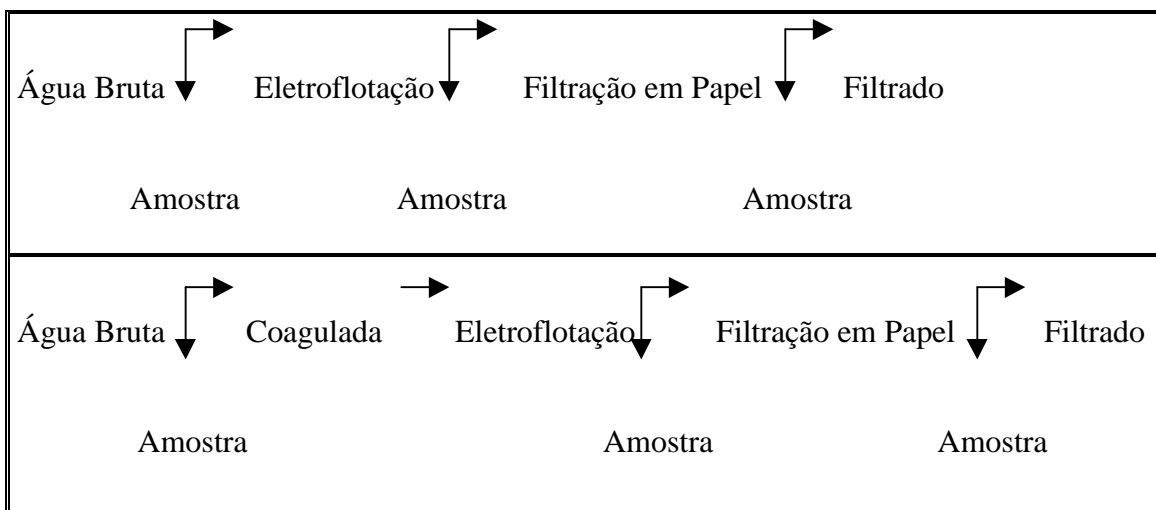 Água Bruta Eletroflotação Filtração em Papel Filtrado
Amostra Amostra Amostra
Água Bruta Coagulada Eletroflotação Filtração em Papel Filtrado
Amostra Amostra Amostra